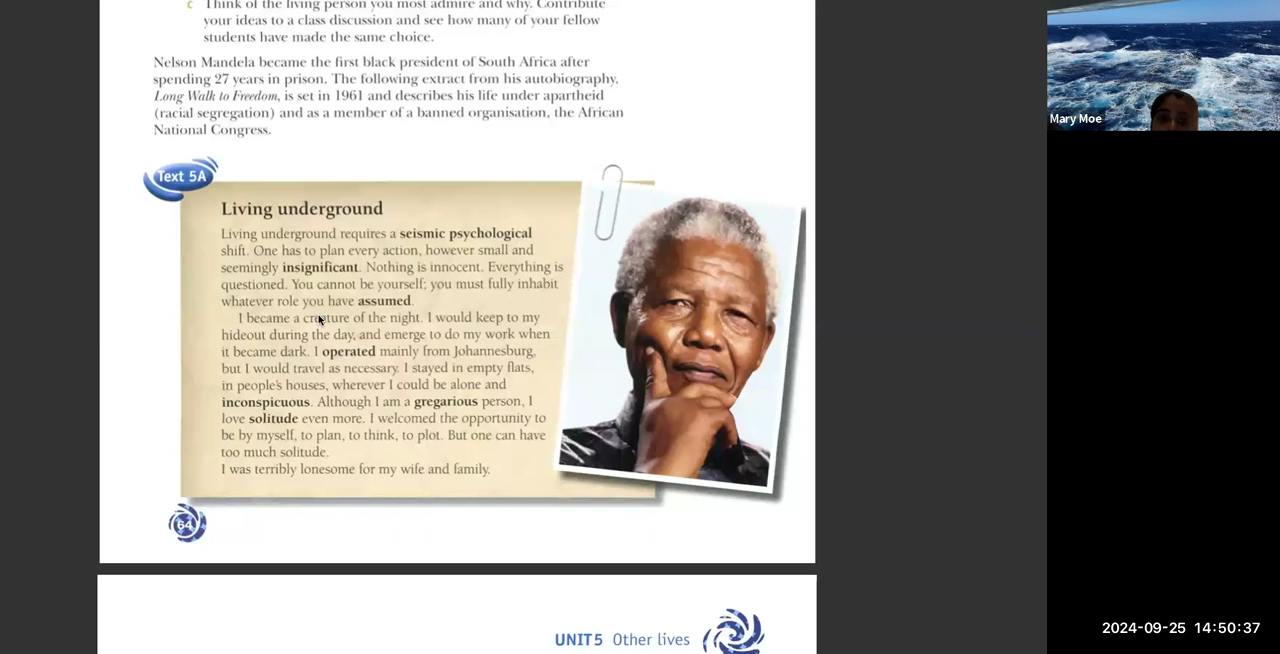 c Think of the living person you most admire and why. Contribute
your ideas to a class discussion and see how many of your fellow
students have made the same choice.
Nelson Mandela became the first black president of South Africa after
spending 27 years in prison. The following extract from his autobiography,
Long Walk to Freedom, is set in 1961 and describes his life under apartheid
(racial segregation) and as a member of a banned organisation, the African
National Congress.
Text 5A
Living underground
Living underground requires a seismic psychological
shift. One has to plan every action, however small and
seemingly insignificant. Nothing is innocent. Everything is
questioned. You cannot be yourself; you must fully inhabit
whatever role you have assumed.
I became a creature of the night. I would keep to my
hideout during the day, and emerge to do my work when
it became dark. I operated mainly from Johannesburg,
but I would travel as necessary. I stayed in empty flats,
in people's houses, wherever I could be alone and
inconspicuous. Although I am a gregarious person, I
love solitude even more. I welcomed the opportunity to
be by myself, to plan, to think, to plot. But one can have
too much solitude.
I was terribly lonesome for my wife and family.
64
UNIT 5 Other lives
Mary Moe
2024-09-25 14:50:37